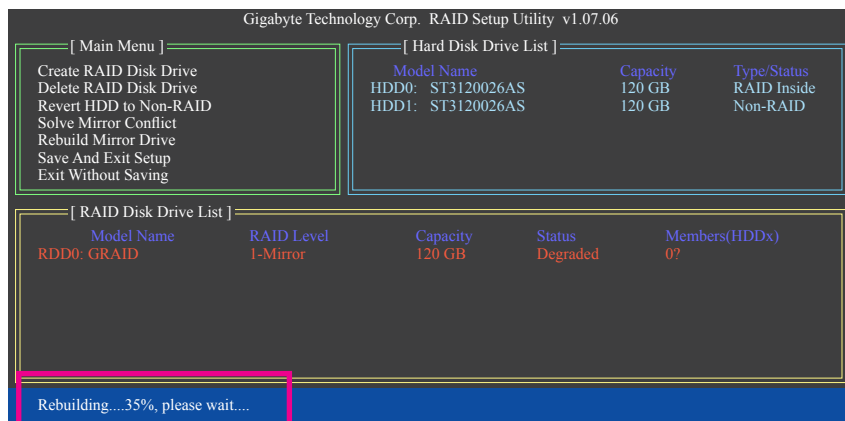 Gigabyte Technology Corp. RAID Setup Utility v1.07.06
[ Main Menu ]
Create RAID Disk Drive
Delete RAID Disk Drive
Revert HDD to Non-RAID
Solve Mirror Conflict
Rebuild Mirror Drive
Save And Exit Setup
Exit Without Saving
[ Hard Disk Drive List ]
Model Name Capacity Type/Status
HDD0: ST3120026AS 120 GB RAID Inside
HDD1: ST3120026AS 120 GB Non-RAID
[ RAID Disk Drive List ]
Model Name RAID Level Capacity Status Members(HDDx)
RDD0: GRAID 1-Mirror 120 GB Degraded 0?
Rebuilding....35%, please wait....